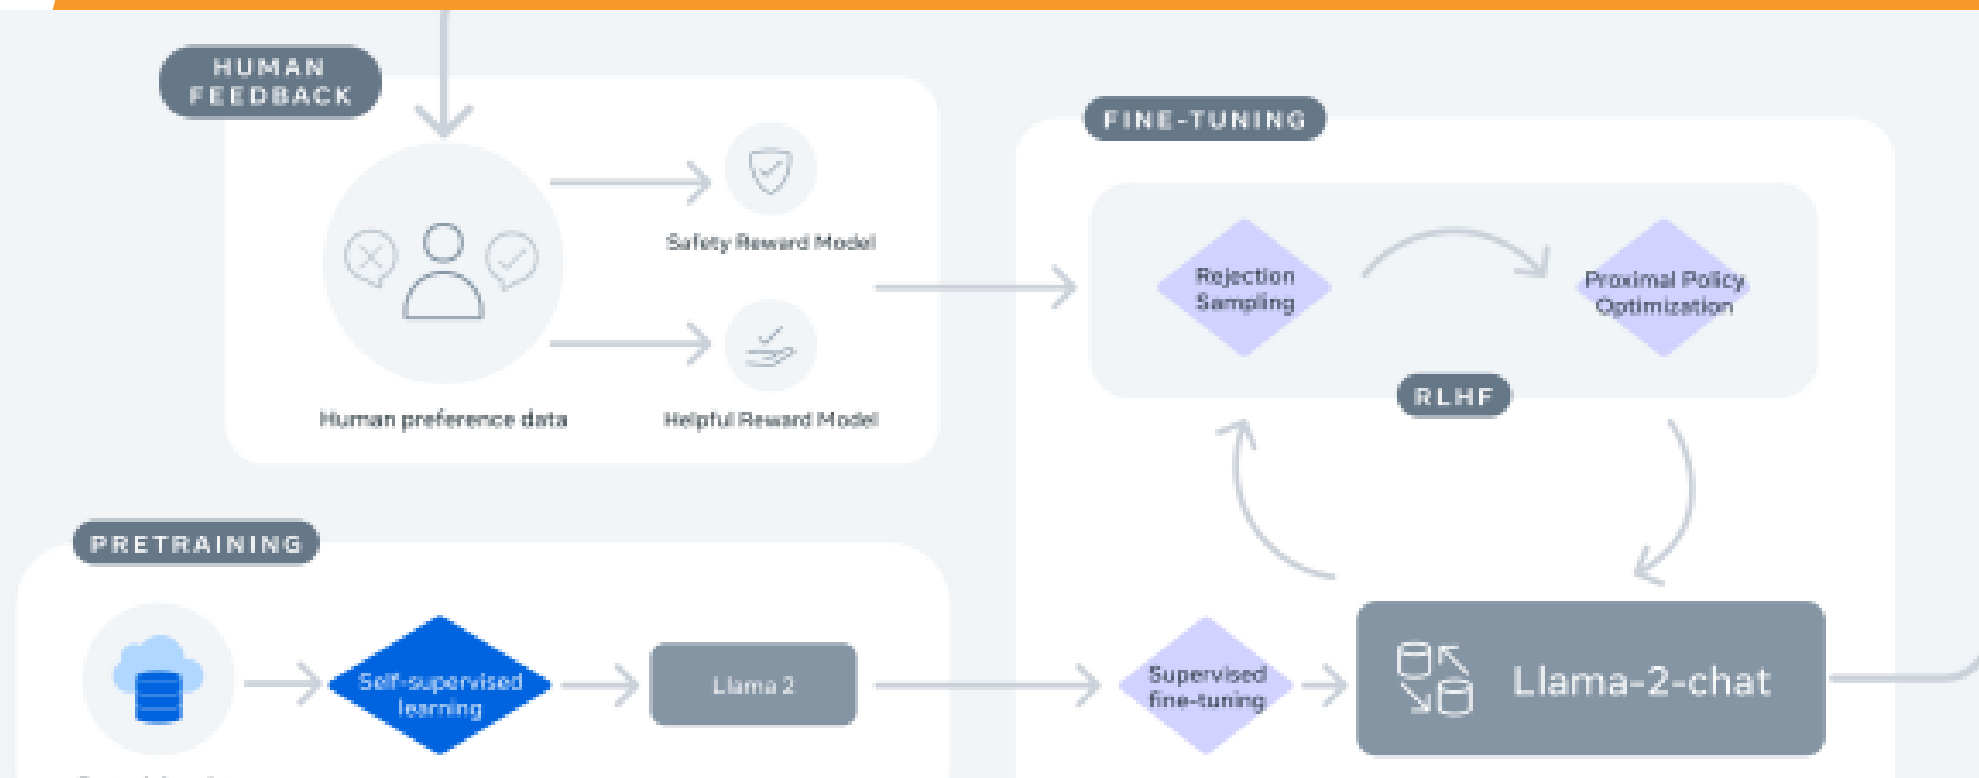 HUMAN
FEEDBACK
Safety Reward Model
Human preference data
Helpful Reward Model
FINE-TUNING
Rejection
Sampling
Proximal Policy
Optimization
RLHF
PRETRAINING
Self-supervised
learning
Llama 2
Supervised
fine-tuning
Llama-2-chat